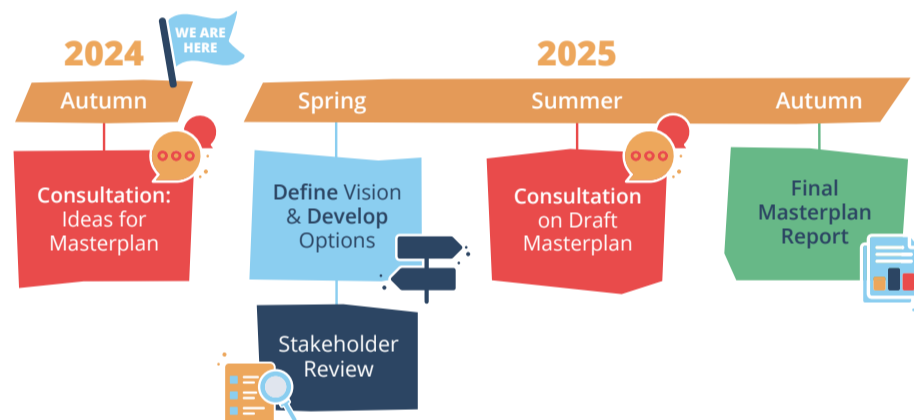 WE ARE
HERE
2024
2025
Autumn
Spring
Summer
Autumn
Consultation:
Ideas for
Masterplan
Define Vision
& Develop
Options
Consultation
on Draft
Masterplan
Final
Masterplan
Report
Stakeholder
Review